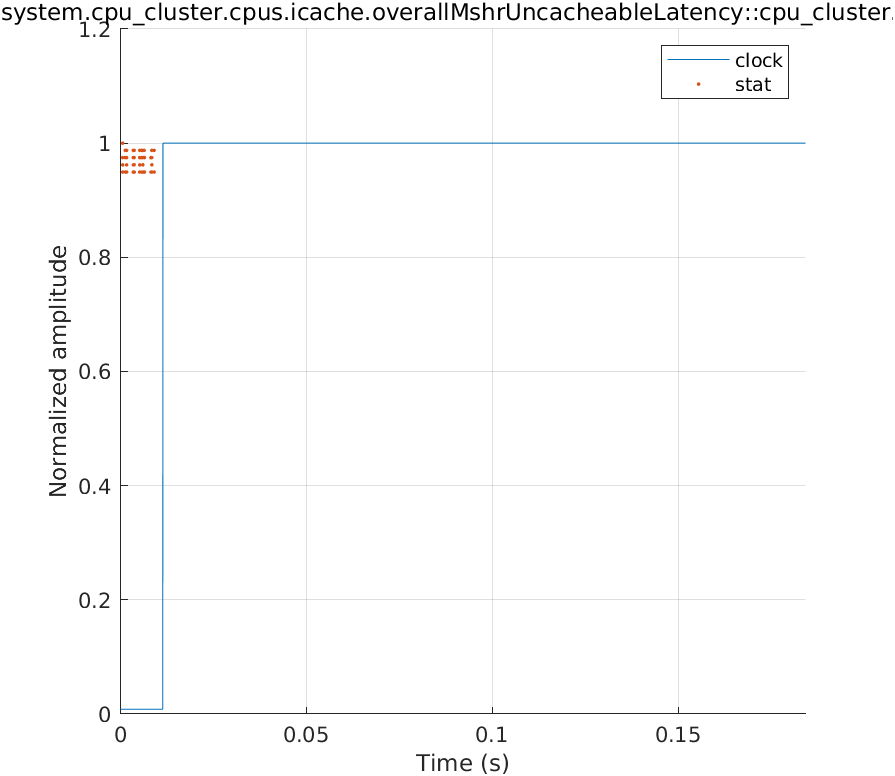 system.cpu_cluster.cpus.icache.overallMshrUncacheableLatency::cpu_cluster.
1.2
1
0.8
0.6
0.4
0.2
0
Normalized amplitude
clock
stat
0 0.05 0.1 0.15
Time (s)